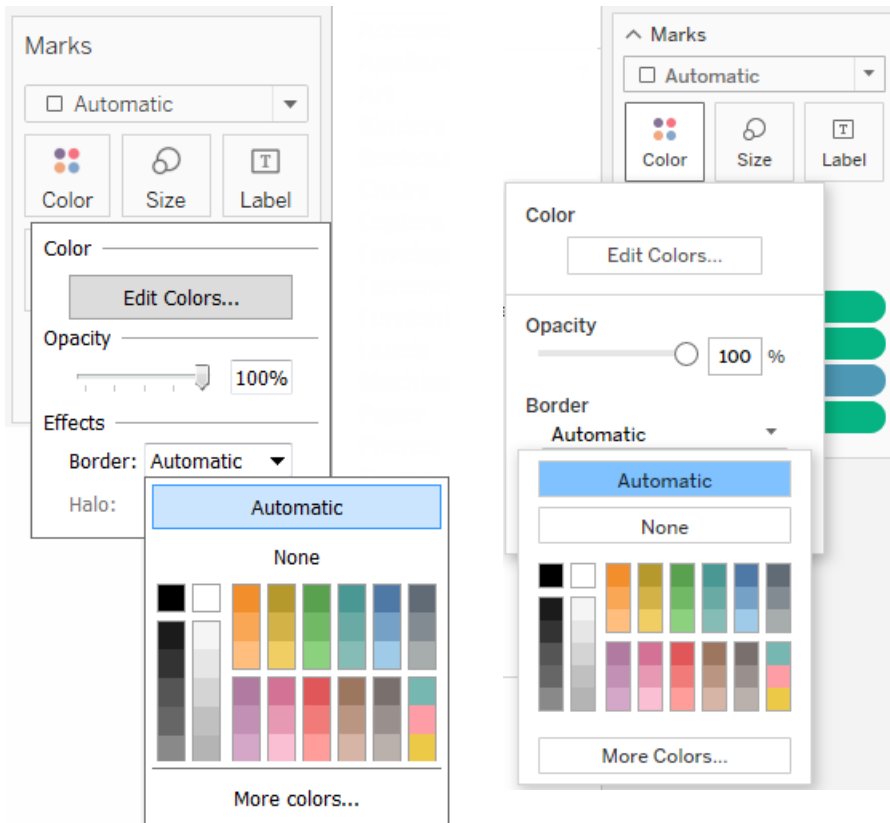 Marks
Automatic
Color Size Label
Color
Edit Colors...
Opacity
100%
Effects
Border: Automatic
Halo:
Automatic
None
More colors...
Marks
Automatic
Color Size Label
Color
Edit Colors...
Opacity
100 %
Border
Automatic
Automatic
None
More Colors...